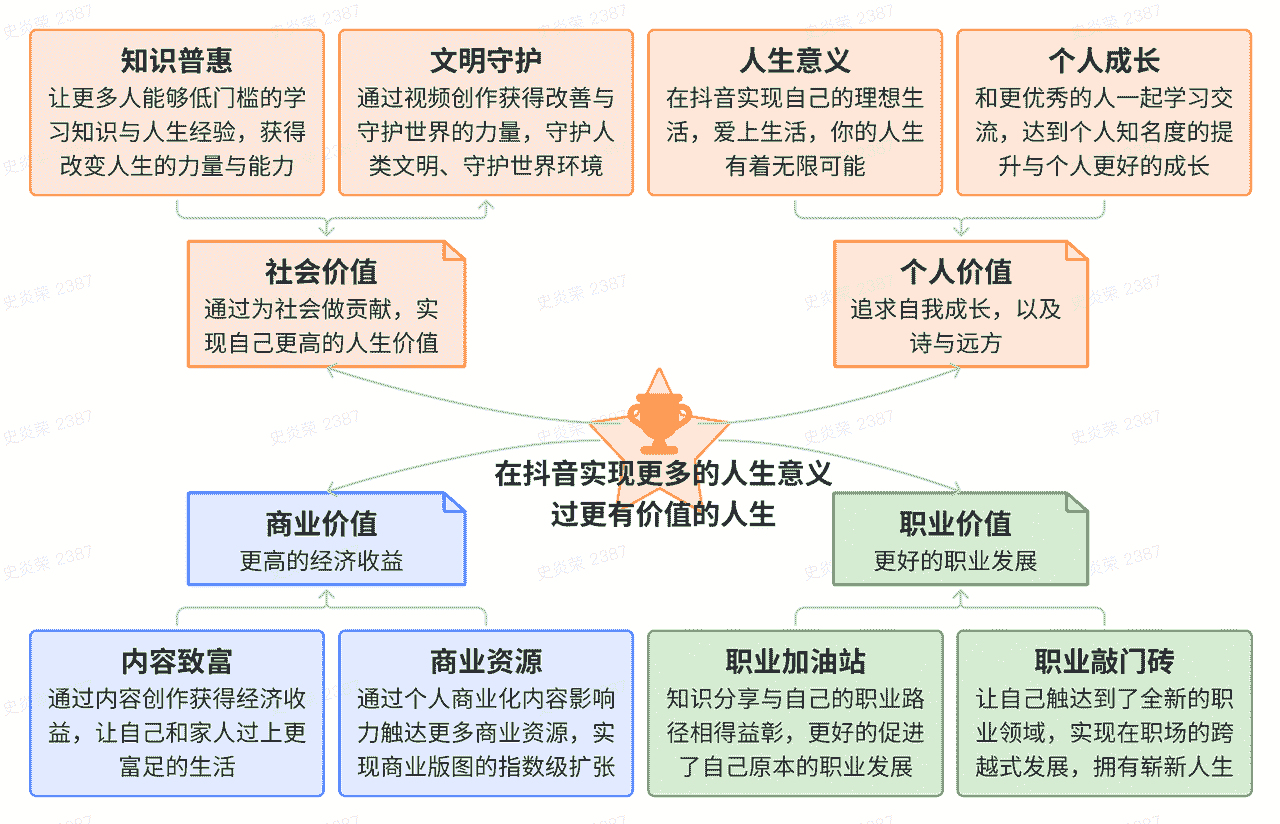 知识普惠
让更多人能够低门槛的学
习知识与人生经验，获得
改变人生的力量与能力
文明守护
通过视频创作获得改善与
守护世界的力量，守护人
类文明、守护世界环境
人生意义
在抖音实现自己的理想生
活，爱上生活，你的人生
有着无限可能
个人成长
和更优秀的人一起学习交
流，达到个人知名度的提
升与个人更好的成长
社会价值
通过为社会做贡献，实
现自己更高的人生价值
个人价值
追求自我成长，以及
诗与远方
在抖音实现更多的人生意义
过更有价值的人生
商业价值
更高的经济收益
职业价值
更好的职业发展
内容致富
通过内容创作获得经济收
益，让自己和家人过上更
富足的生活
商业资源
通过个人商业化内容影响
力触达更多商业资源，实
现商业版图的指数级扩张
职业加油站
知识分享与自己的职业路
径相得益彰，更好的促进
了自己原本的职业发展
职业敲门砖
让自己触达到了全新的职
业领域，实现在职场的跨
越式发展，拥有崭新人生
史炎荣 2387